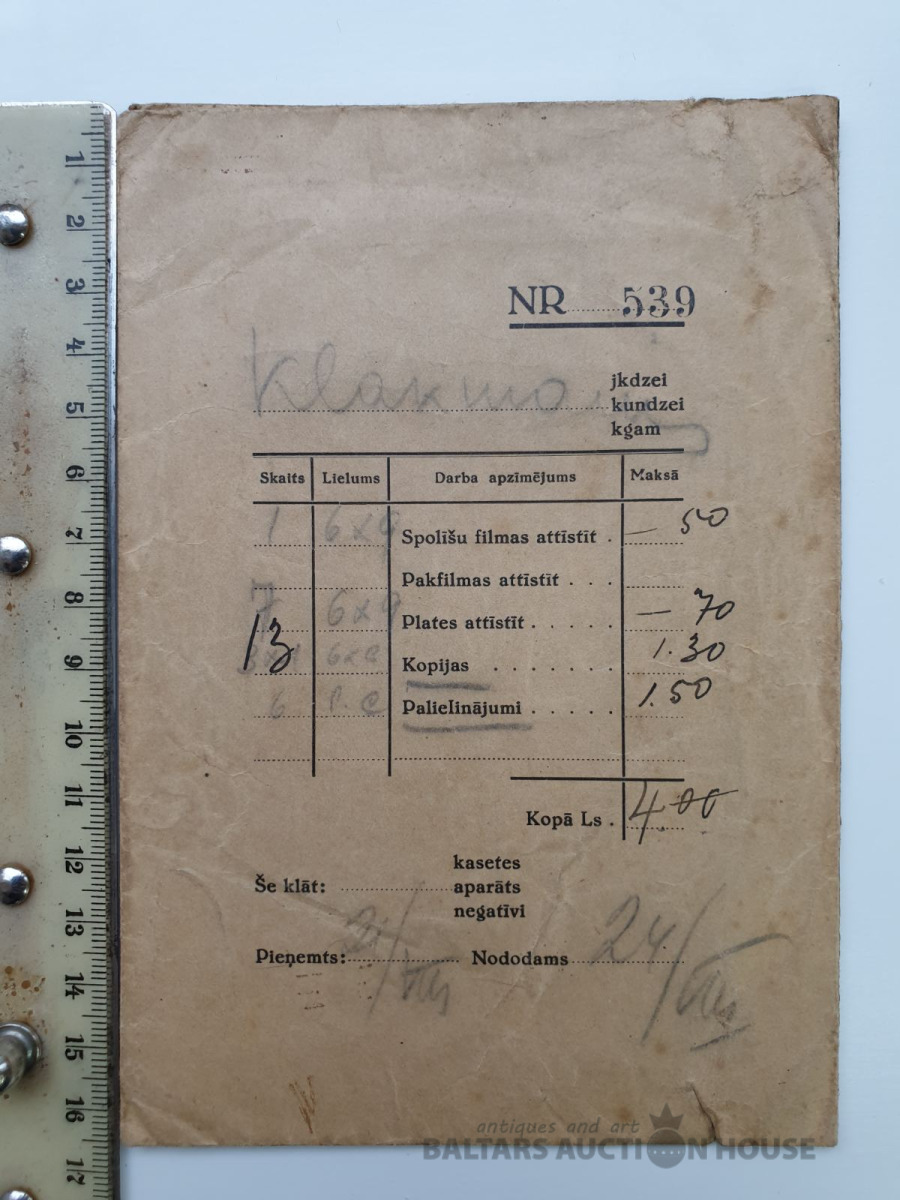 NR 539
jkdzei
kundzei
kgam
Skaits Lielums Darba apzīmējums Maksā
1 6x9 Spolīšu filmas attīstīt . — 50
Pakfilmas attīstīt . . .
7 6x9 Plates attīstīt . . . . . — 70
13 Kopijas . . . . . . . 1.30
6 Palielinājumi . . . . . 1.50
Kopā Ls . 4.00
kasetes
Še klāt: aparāts
negatīvi
Pieņemts: Nododams 24/VIII
1
2
3
4
5
6
7
8
9
10
11
12
13
14
15
16
17
antiques and art
BALTARS AUCTION HOUSE